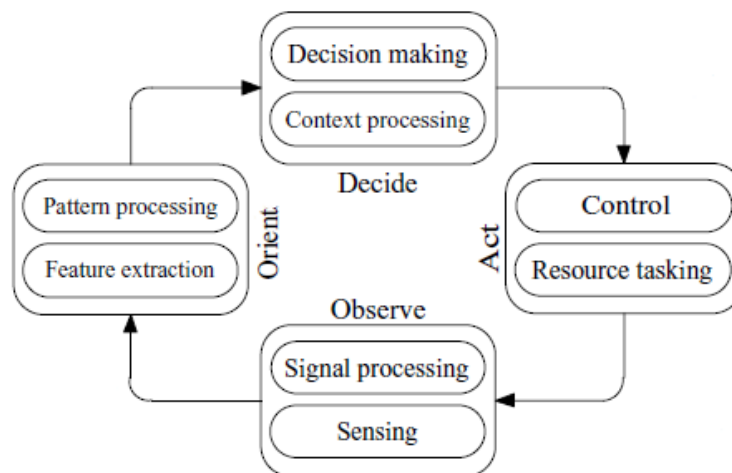 Decision making
Context processing
Decide
Pattern processing
Feature extraction
Orient
Control
Resource tasking
Act
Observe
Signal processing
Sensing